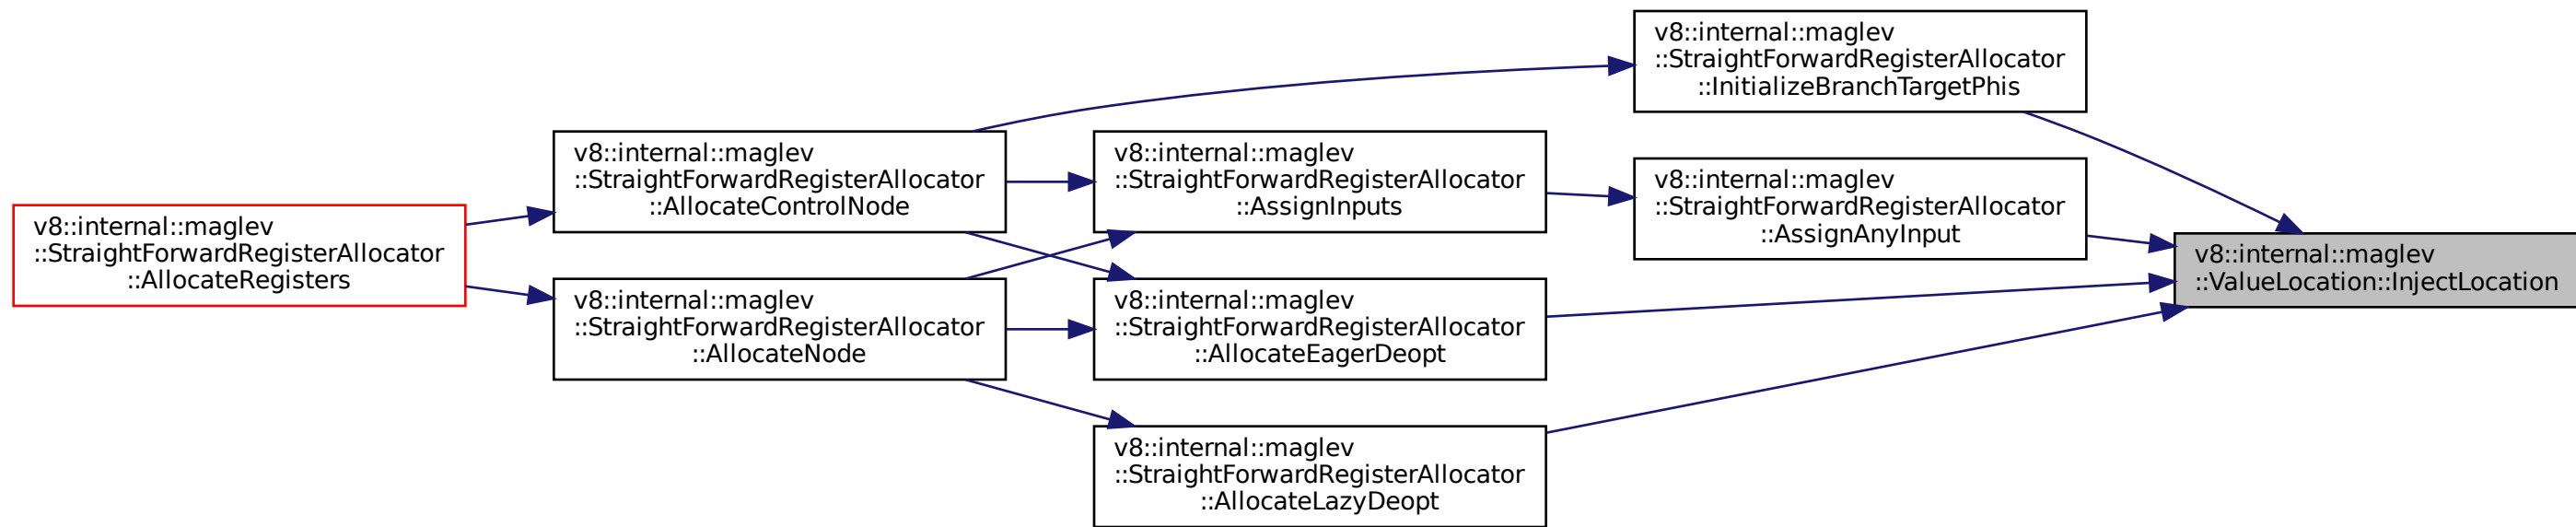 v8::internal::maglev
::StraightForwardRegisterAllocator
::AllocateRegisters
v8::internal::maglev
::StraightForwardRegisterAllocator
::AllocateControlNode
v8::internal::maglev
::StraightForwardRegisterAllocator
::AllocateNode
v8::internal::maglev
::StraightForwardRegisterAllocator
::AssignInputs
v8::internal::maglev
::StraightForwardRegisterAllocator
::AllocateEagerDeopt
v8::internal::maglev
::StraightForwardRegisterAllocator
::AllocateLazyDeopt
v8::internal::maglev
::StraightForwardRegisterAllocator
::InitializeBranchTargetPhis
v8::internal::maglev
::StraightForwardRegisterAllocator
::AssignAnyInput
v8::internal::maglev
::ValueLocation::InjectLocation